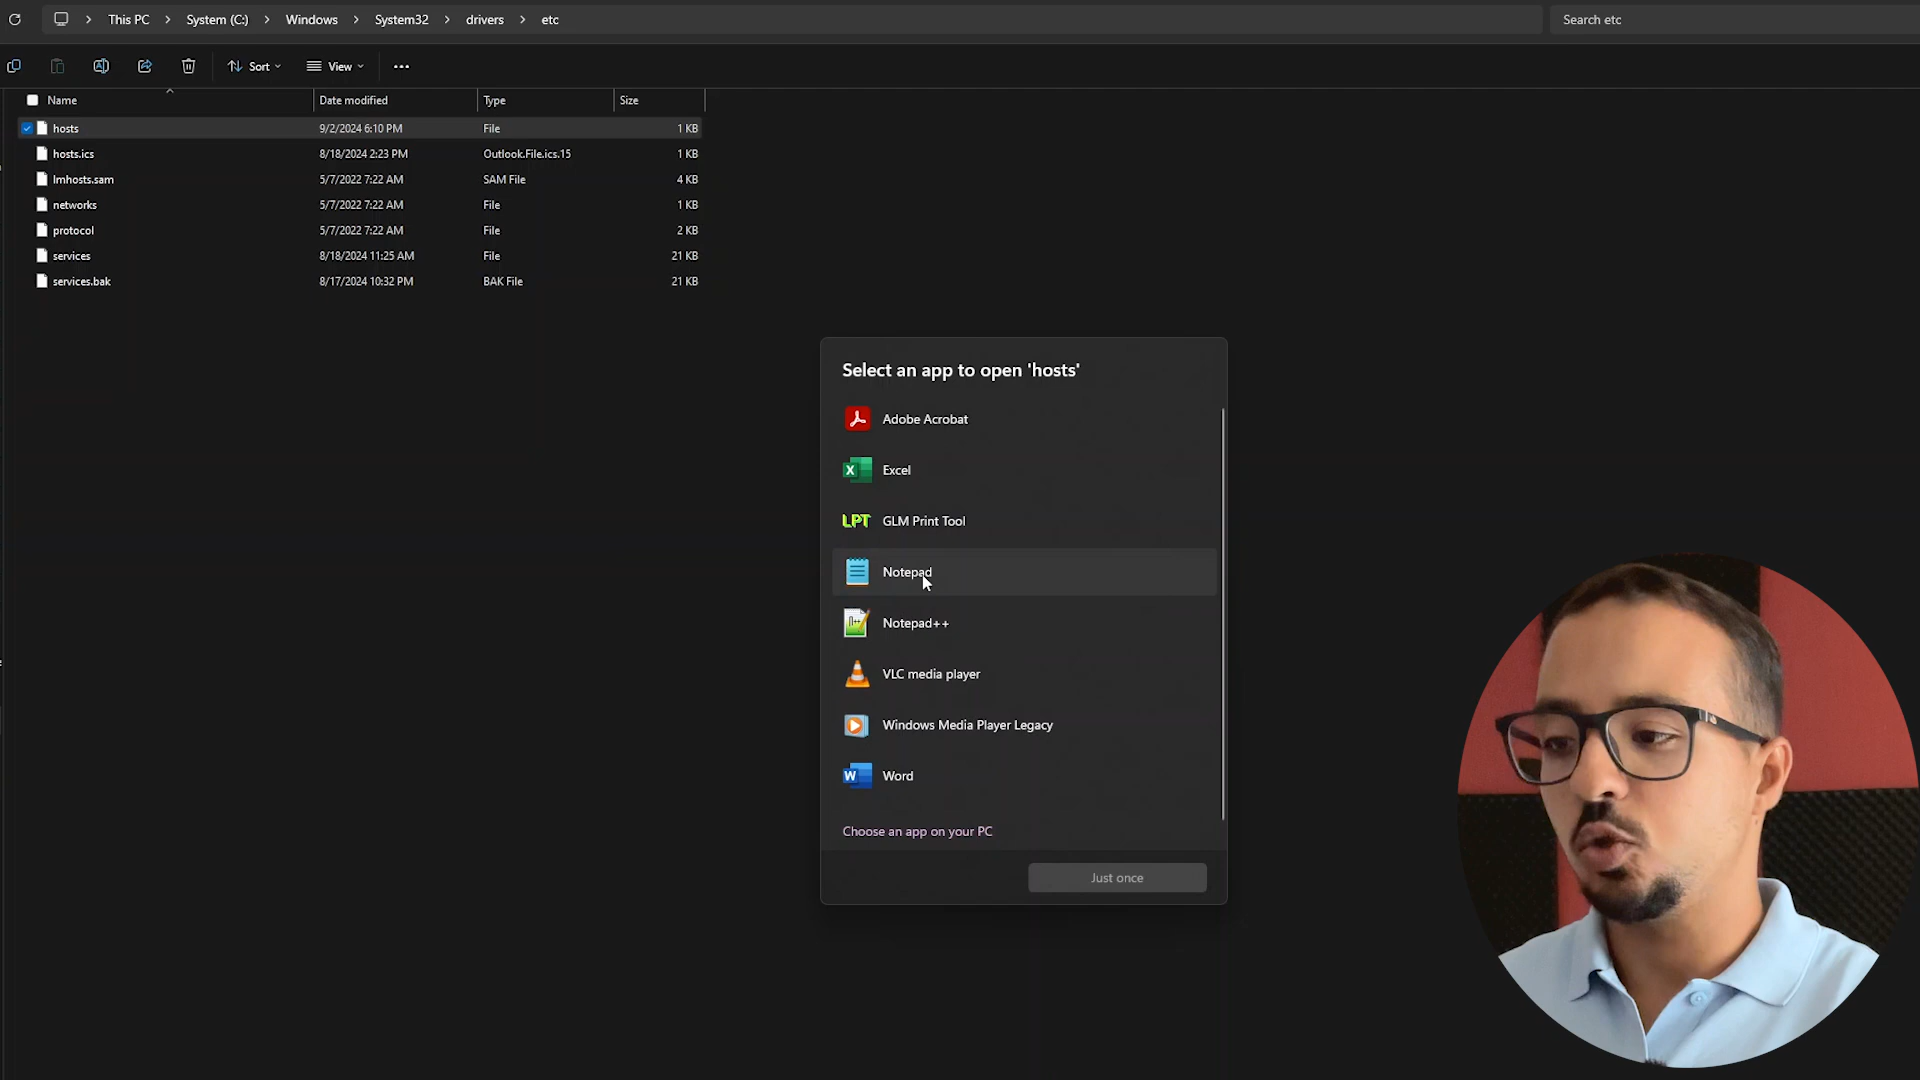 This PC > System (C:) > Windows > System32 > drivers > etc
Search etc
Sort
View
Name Date modified Type Size
hosts 9/2/2024 6:10 PM File 1 KB
hosts.ics 8/18/2024 2:23 PM Outlook.File.ics.15 1 KB
lmhosts.sam 5/7/2022 7:22 AM SAM File 4 KB
networks 5/7/2022 7:22 AM File 1 KB
protocol 5/7/2022 7:22 AM File 2 KB
services 8/18/2024 11:25 AM File 21 KB
services.bak 8/17/2024 10:32 PM BAK File 21 KB
Select an app to open 'hosts'
Adobe Acrobat
Excel
LPT GLM Print Tool
Notepad
Notepad++
VLC media player
Windows Media Player Legacy
Word
Choose an app on your PC
Just once